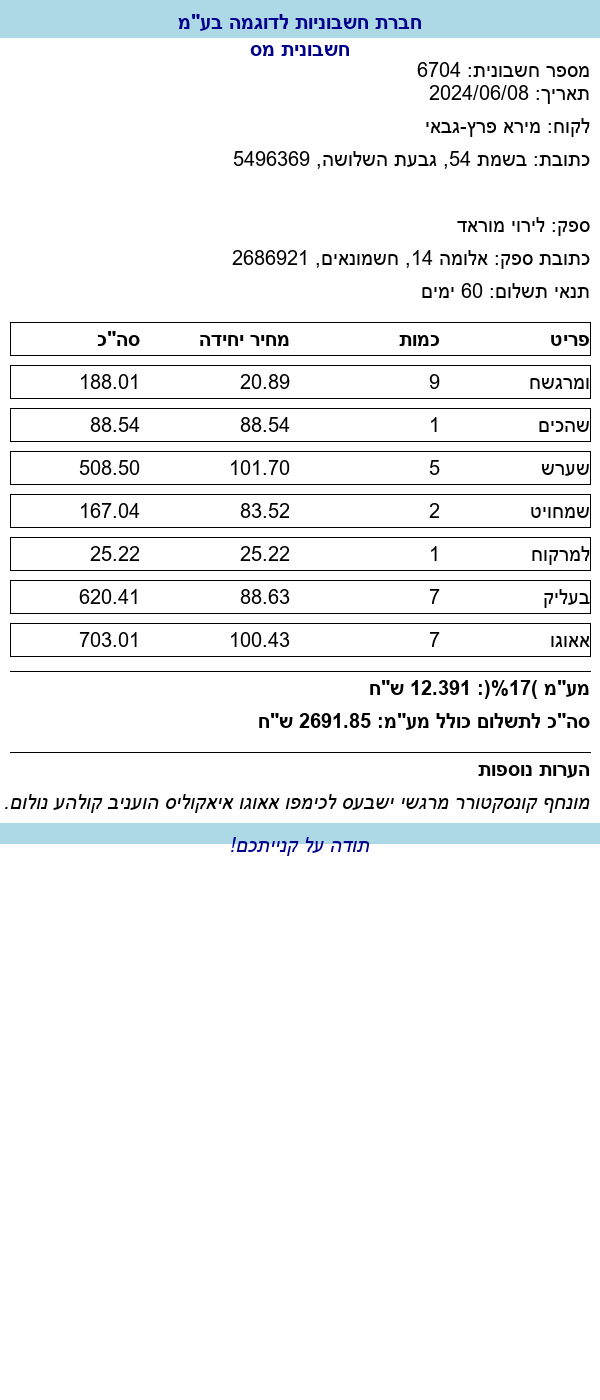 חברת חשבוניות לדוגמה בע"מ
חשבונית מס
מספר חשבונית: 6704
תאריך: 2024/06/08
לקוח: מירא פרץ-גבאי
כתובת: בשמת 54, גבעת השלושה, 5496369
ספק: לירוי מוראד
כתובת ספק: אלומה 14, חשמונאים, 2686921
תנאי תשלום: 60 ימים
פריט כמות מחיר יחידה סה"כ
ומרגשח 9 20.89 188.01
שהכים 1 88.54 88.54
שערש 5 101.70 508.50
שמחויט 2 83.52 167.04
למרקוח 1 25.22 25.22
בעליק 7 88.63 620.41
אאוגו 7 100.43 703.01
מע"מ )17%(: 12.391 ש"ח
סה"כ לתשלום כולל מע"מ: 2691.85 ש"ח
הערות נוספות
מונחף קונסקטורר מרגשי ישבעס לכימפו אאוגו איאקוליס הועניב קולהע נולום.
תודה על קנייתכם!